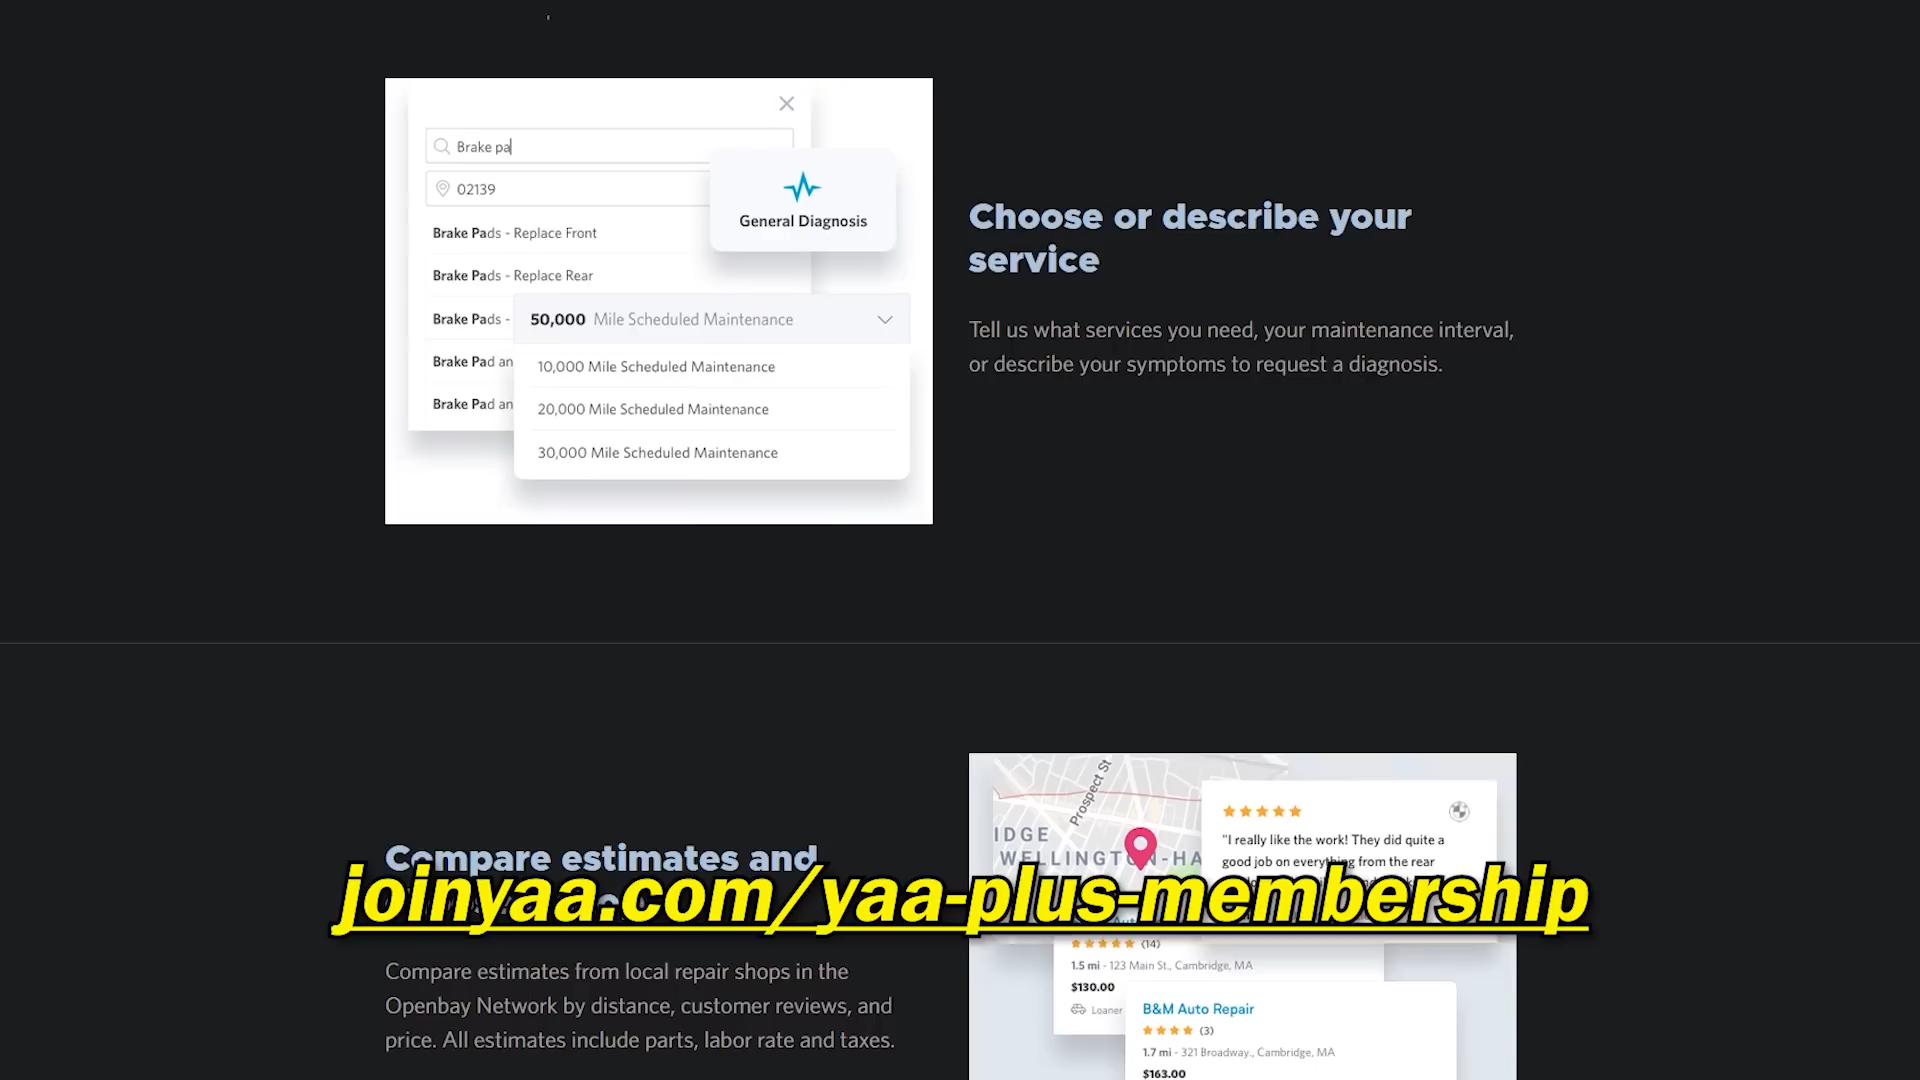 Brake pa
02139
General Diagnosis
Brake Pads - Replace Front
Brake Pads - Replace Rear
Brake Pads -
50,000 Mile Scheduled Maintenance
Brake Pad an
10,000 Mile Scheduled Maintenance
Brake Pad an
20,000 Mile Scheduled Maintenance
30,000 Mile Scheduled Maintenance
Choose or describe your
service
Tell us what services you need, your maintenance interval,
or describe your symptoms to request a diagnosis.
Compare estimates and
joinyaa.com/yaa-plus-membership
Compare estimates from local repair shops in the
Openbay Network by distance, customer reviews, and
price. All estimates include parts, labor rate and taxes.
Prospect St
IDGE
WELLINGTON-HA
"I really like the work! They did quite a
good job on everything from the rear
(14)
1.5 mi - 123 Main St., Cambridge, MA
$130.00
Loaner
B&M Auto Repair
(3)
1.7 mi - 321 Broadway., Cambridge, MA
$163.00